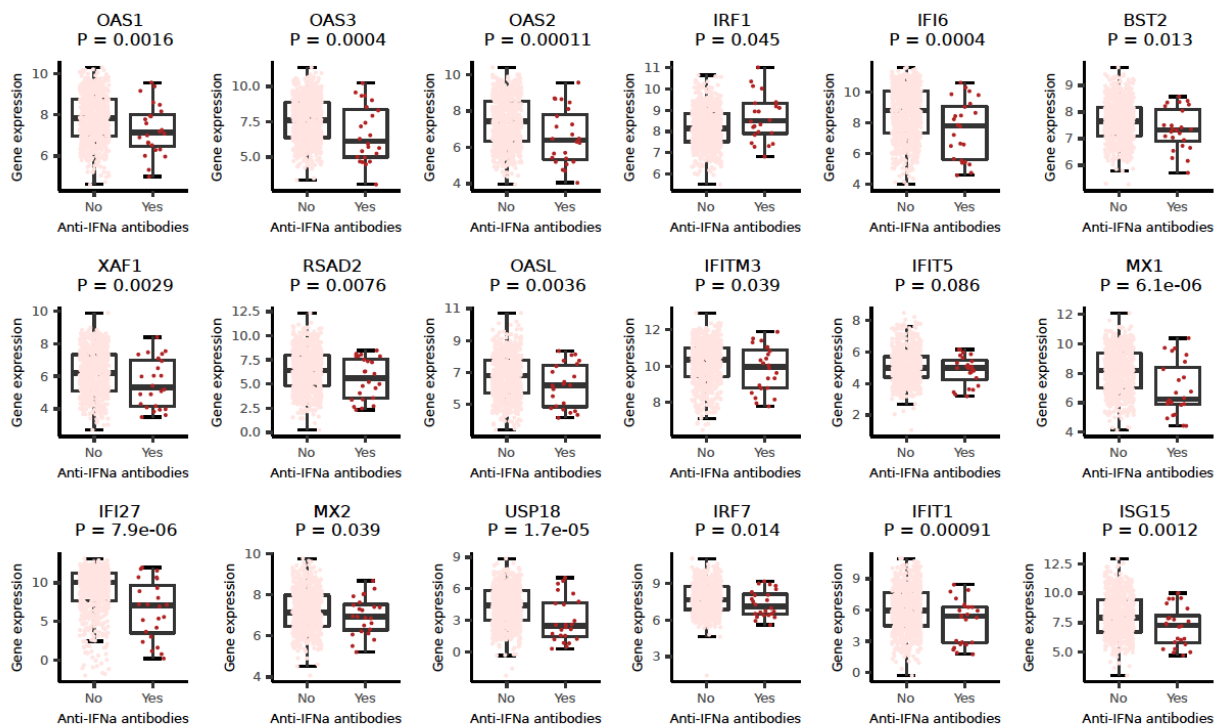 OAS1 OAS3 OAS2 IRF1 IFI6 BST2
P = 0.0016 P = 0.0004 P = 0.00011 P = 0.045 P = 0.0004 P = 0.013
Gene expression Gene expression Gene expression Gene expression Gene expression Gene expression
10 8 6
10.0 7.5 5.0
10 8 6 4
11 10 9 8 7 6
10 8 6 4
9 8 7 6
No Yes No Yes No Yes No Yes No Yes No Yes
Anti-IFNa antibodies Anti-IFNa antibodies Anti-IFNa antibodies Anti-IFNa antibodies Anti-IFNa antibodies Anti-IFNa antibodies
XAF1 RSAD2 OASL IFITM3 IFIT5 MX1
P = 0.0029 P = 0.0076 P = 0.0036 P = 0.039 P = 0.086 P = 6.1e-06
Gene expression Gene expression Gene expression Gene expression Gene expression Gene expression
10 8 6 4
12.5 10.0 7.5 5.0 2.5 0.0
11 9 7 5
12 10 8
8 6 4 2
12 10 8 6 4
No Yes No Yes No Yes No Yes No Yes No Yes
Anti-IFNa antibodies Anti-IFNa antibodies Anti-IFNa antibodies Anti-IFNa antibodies Anti-IFNa antibodies Anti-IFNa antibodies
IFI27 MX2 USP18 IRF7 IFIT1 ISG15
P = 7.9e-06 P = 0.039 P = 1.7e-05 P = 0.014 P = 0.00091 P = 0.0012
Gene expression Gene expression Gene expression Gene expression Gene expression Gene expression
10 5 0
10 8 6 4
9 6 3 0
9 6 3
9 6 3 0
12.5 10.0 7.5 5.0
No Yes No Yes No Yes No Yes No Yes No Yes
Anti-IFNa antibodies Anti-IFNa antibodies Anti-IFNa antibodies Anti-IFNa antibodies Anti-IFNa antibodies Anti-IFNa antibodies